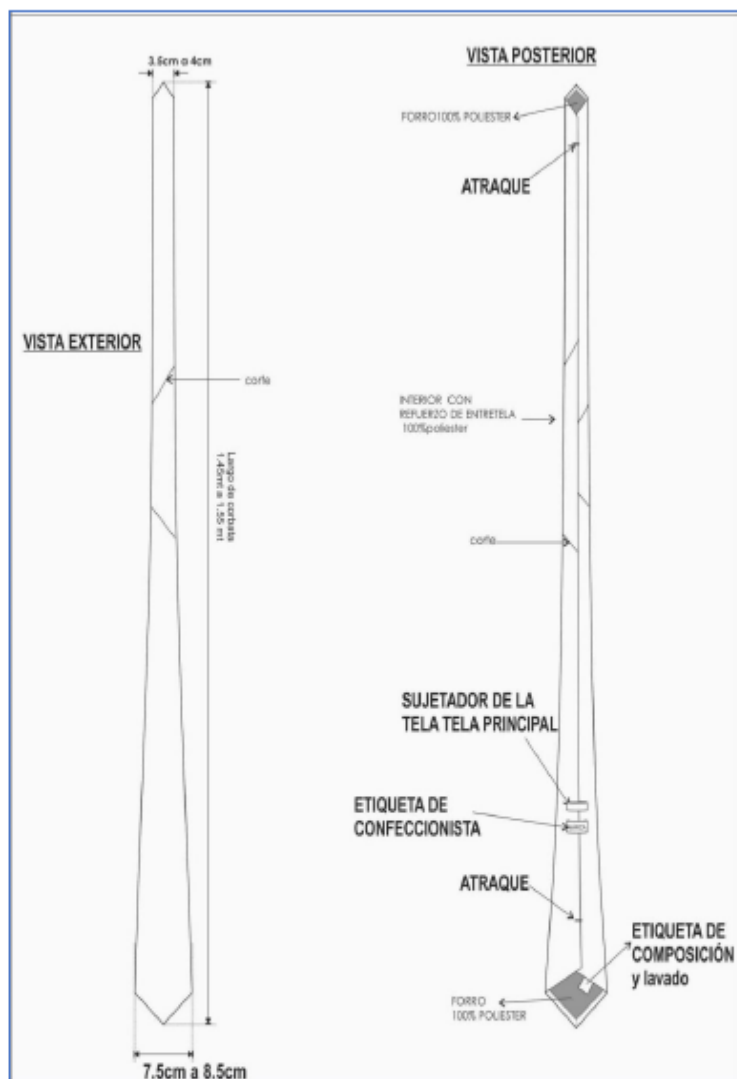 3.5cm a 4cm
VISTA EXTERIOR
corte
Largo de corbata
1.45mt a 1.55 mt
7.5cm a 8.5cm
VISTA POSTERIOR
FORRO100% POLIESTER
ATRAQUE
INTERIOR CON
REFUERZO DE ENTRETELA
100%poliester
corte
SUJETADOR DE LA
TELA TELA PRINCIPAL
ETIQUETA DE
CONFECCIONISTA
ATRAQUE
ETIQUETA DE
COMPOSICIÓN
y lavado
FORRO
100% POLIESTER